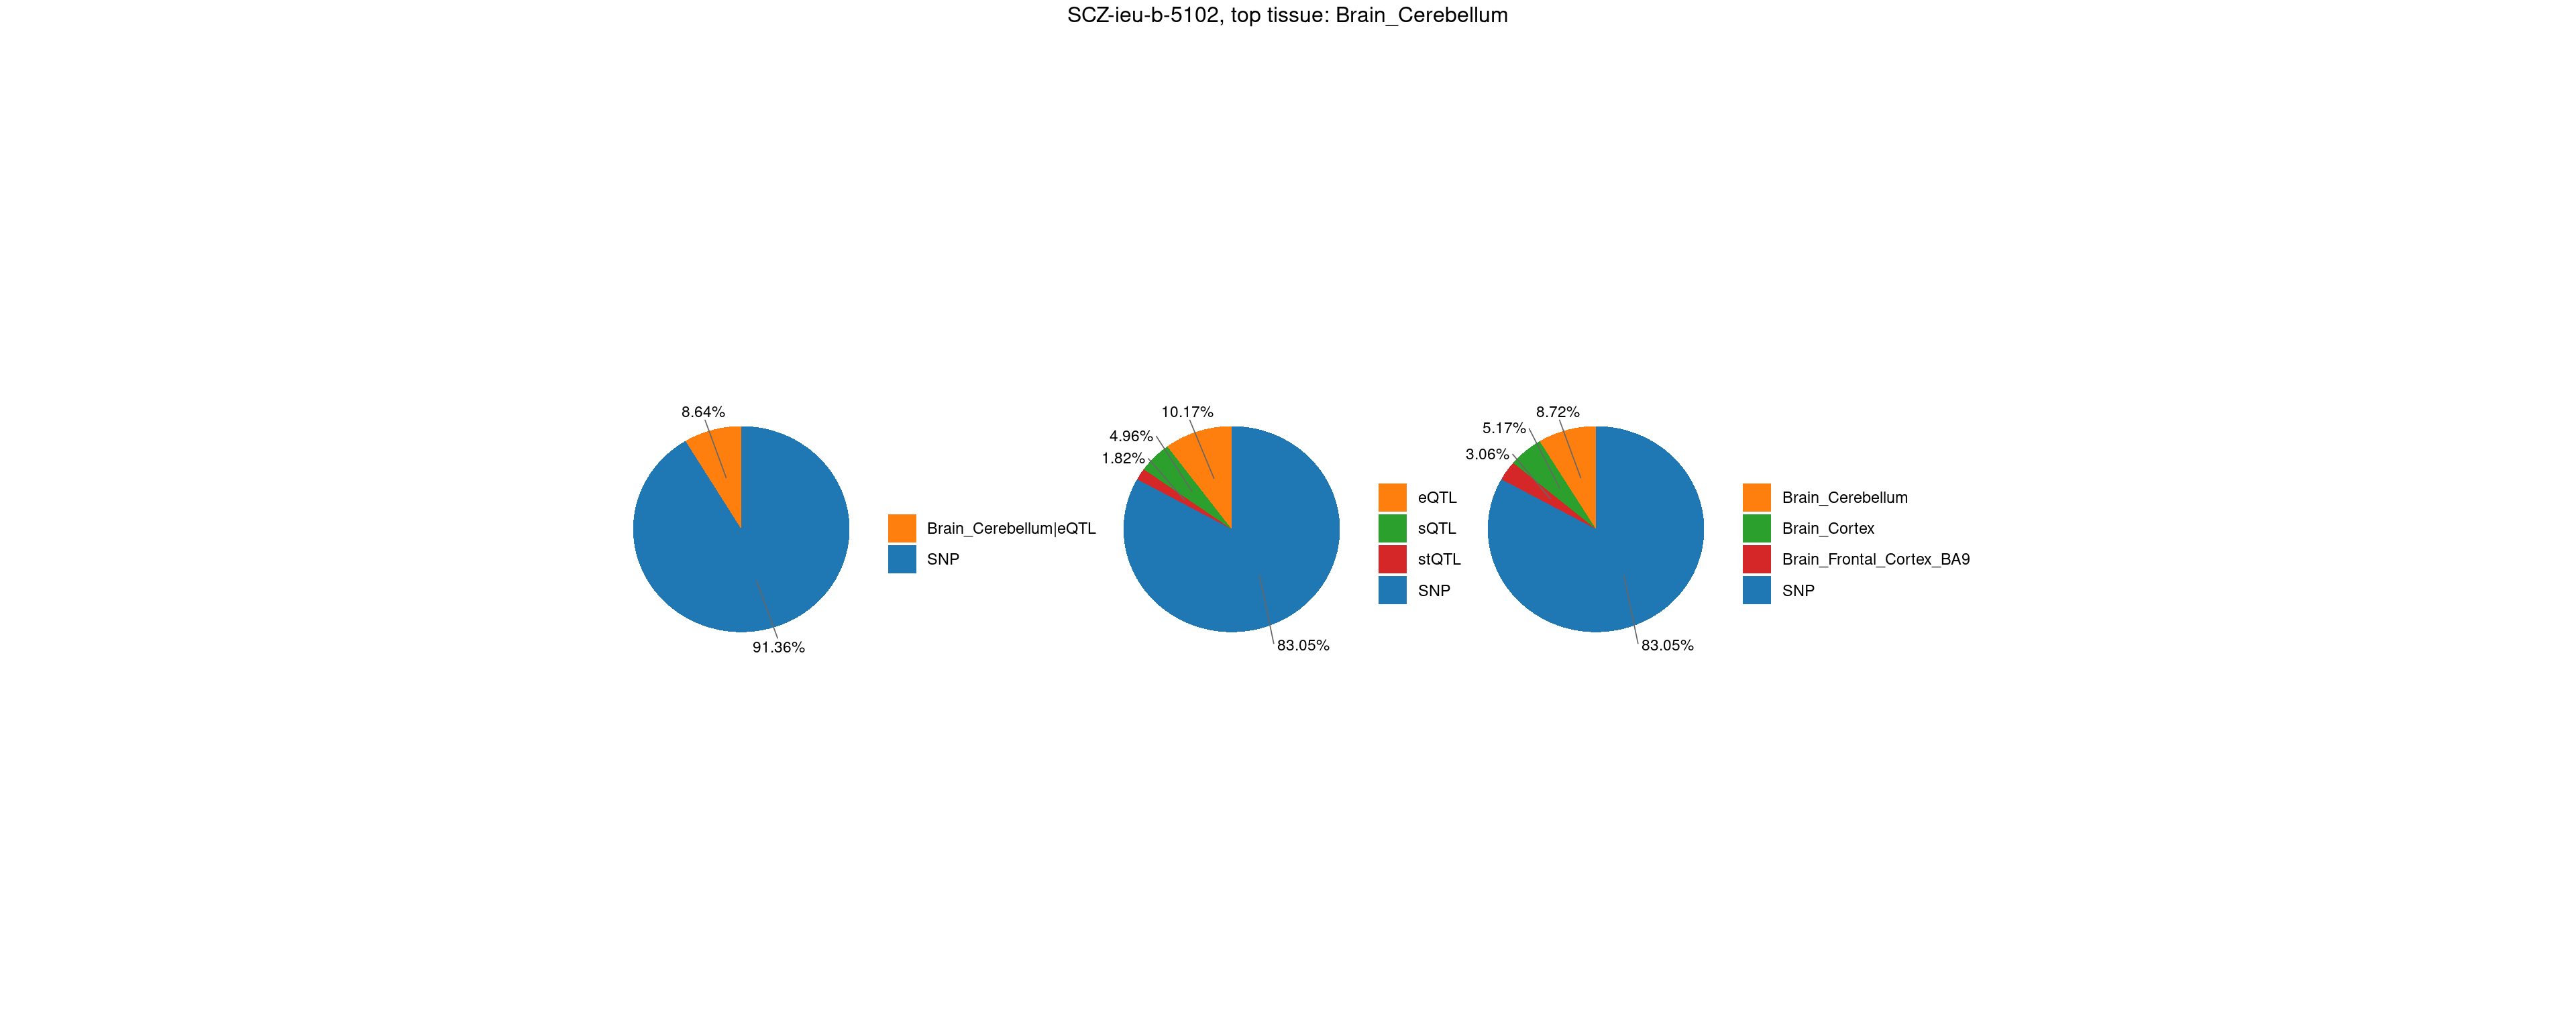 SCZ-ieu-b-5102, top tissue: Brain_Cerebellum
8.64%
91.36%
Brain_Cerebellum|eQTL
SNP
10.17%
4.96%
1.82%
83.05%
eQTL
sQTL
stQTL
SNP
8.72%
5.17%
3.06%
83.05%
Brain_Cerebellum
Brain_Cortex
Brain_Frontal_Cortex_BA9
SNP